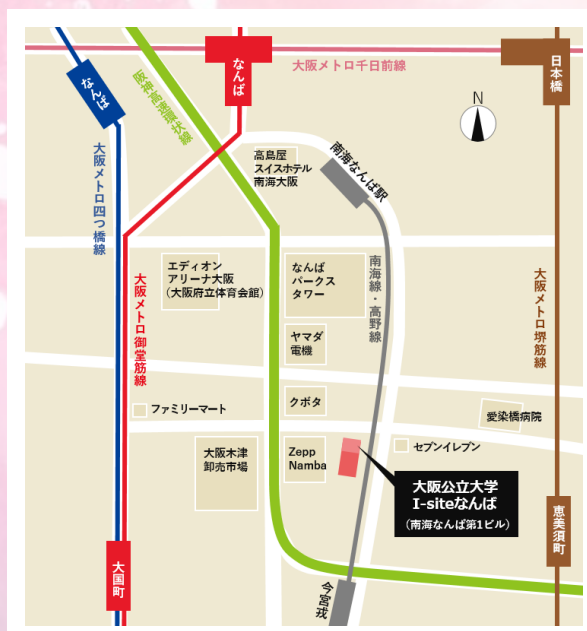 なんば
大阪メトロ千日前線
日本橋
なんば
阪神高速環状線
N
高島屋
スイスホテル
南海大阪
南海なんば駅
大阪メトロ四つ橋線
エディオン
アリーナ大阪
(大阪府立体育会館)
なんば
パークス
タワー
南海線・高野線
大阪メトロ堺筋線
大阪メトロ御堂筋線
ヤマダ
電機
クボタ
ファミリーマート
愛染橋病院
大阪木津
卸売市場
Zepp
Namba
セブンイレブン
大阪公立大学
I-siteなんば
(南海なんば第1ビル)
恵美須町
大国町
今宮戎